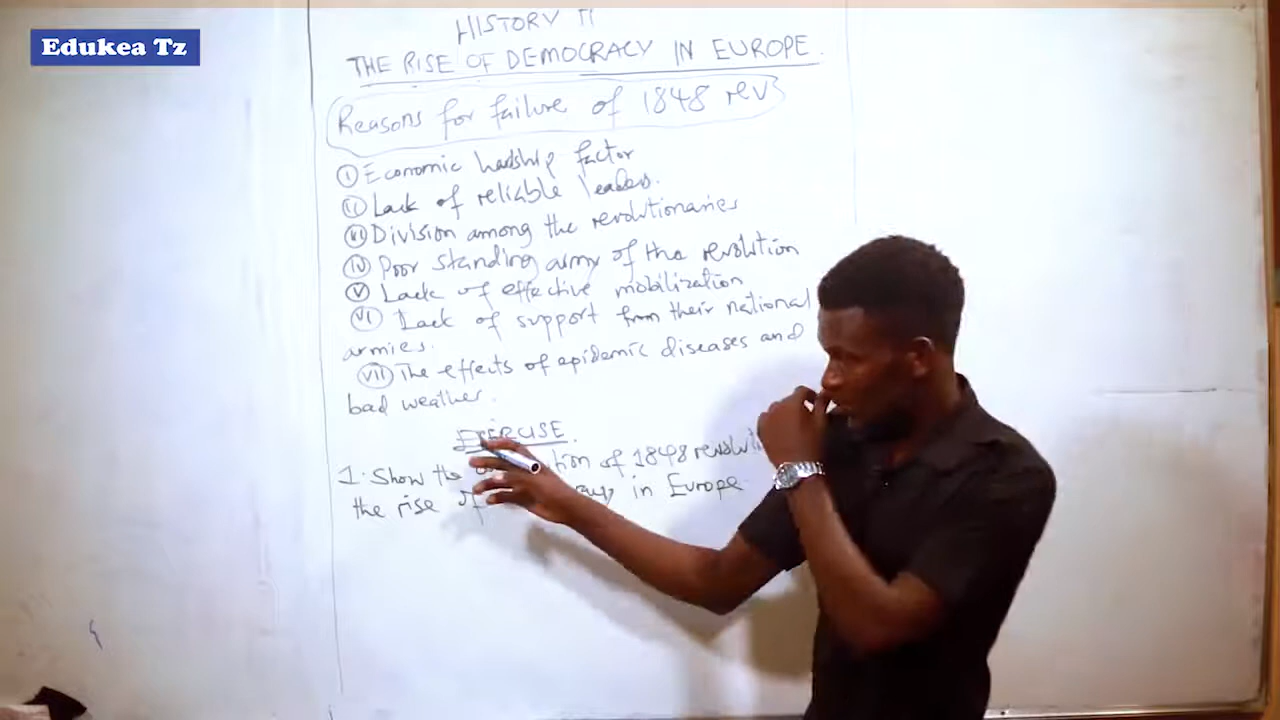 Edukea Tz
HISTORY II
THE RISE OF DEMOCRACY IN EUROPE.
Reasons for failure of 1848 revs
(i) Economic hardship factor
(ii) Lack of reliable leaders.
(iii) Division among the revolutionaries
(iv) Poor standing army of the revolution
(v) Lack of effective mobilization
(vi) Lack of support from their national
armies.
(vii) The effects of epidemic diseases and
bad weather.
EXERCISE.
1. Show the tion of 1848
the rise of in Europe